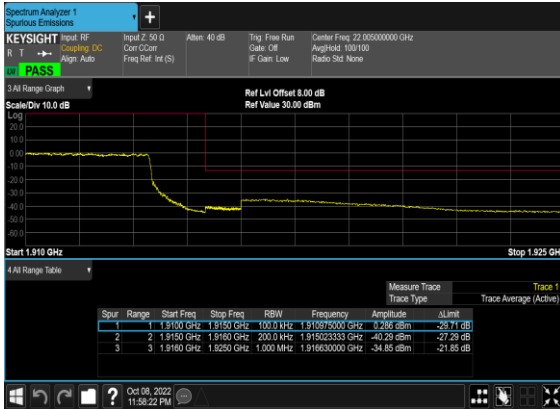 Spectrum Analyzer 1
Spurious Emissions
KEYSIGHT
R T
Input: RF
Coupling: DC
Align: Auto
Input Z: 50 Ω
Corr CCorr
Freq Ref: Int (S)
Atten: 40 dB
Trig: Free Run
Gate: Off
IF Gain: Low
Center Freq: 22.005000000 GHz
Avg|Hold: 100/100
Radio Std: None
PASS
3 All Range Graph
Scale/Div 10.0 dB
Ref Lvl Offset 8.00 dB
Ref Value 30.00 dBm
Log
20.0
10.0
0.00
-10.0
-20.0
-30.0
-40.0
-50.0
-60.0
Start 1.910 GHz
Stop 1.925 GH
4 All Range Table
Measure Trace Trace 1
Trace Type Trace Average (Active)
Spur Range Start Freq Stop Freq RBW Frequency Amplitude ΔLimit
1 1 1.9100 GHz 1.9150 GHz 100.0 kHz 1.910975000 GHz 0.286 dBm -29.71 dB
2 2 1.9150 GHz 1.9160 GHz 200.0 kHz 1.915023333 GHz -40.29 dBm -27.29 dB
3 3 1.9160 GHz 1.9250 GHz 1.000 MHz 1.916630000 GHz -34.85 dBm -21.85 dB
?
Oct 08, 2022
11:58:22 PM